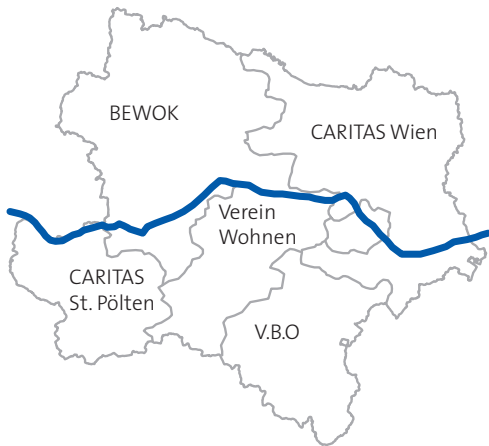 BEWOK
CARITAS Wien
Verein
Wohnen
CARITAS
St. Pölten
V.B.O